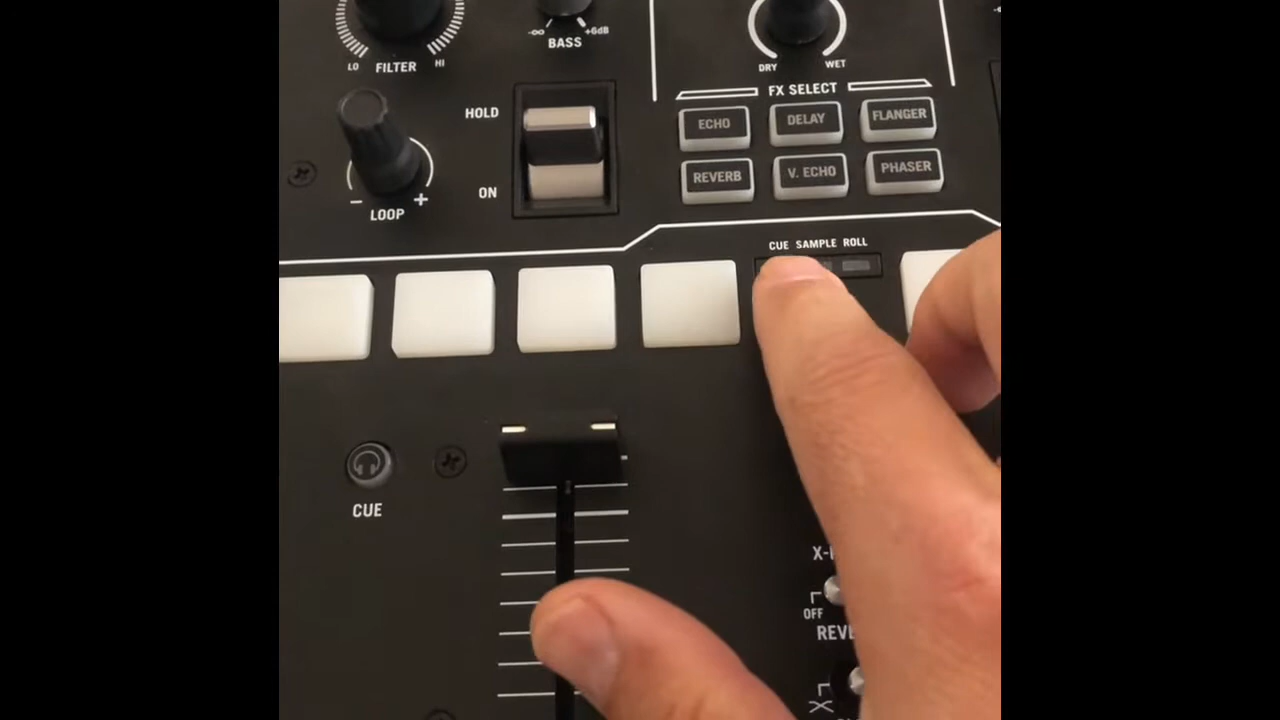 -∞ +6dB
BASS
LO FILTER HI
DRY WET
FX SELECT
HOLD
ECHO DELAY FLANGER
REVERB V. ECHO PHASER
ON
- LOOP +
CUE SAMPLE ROLL
CUE
OFF